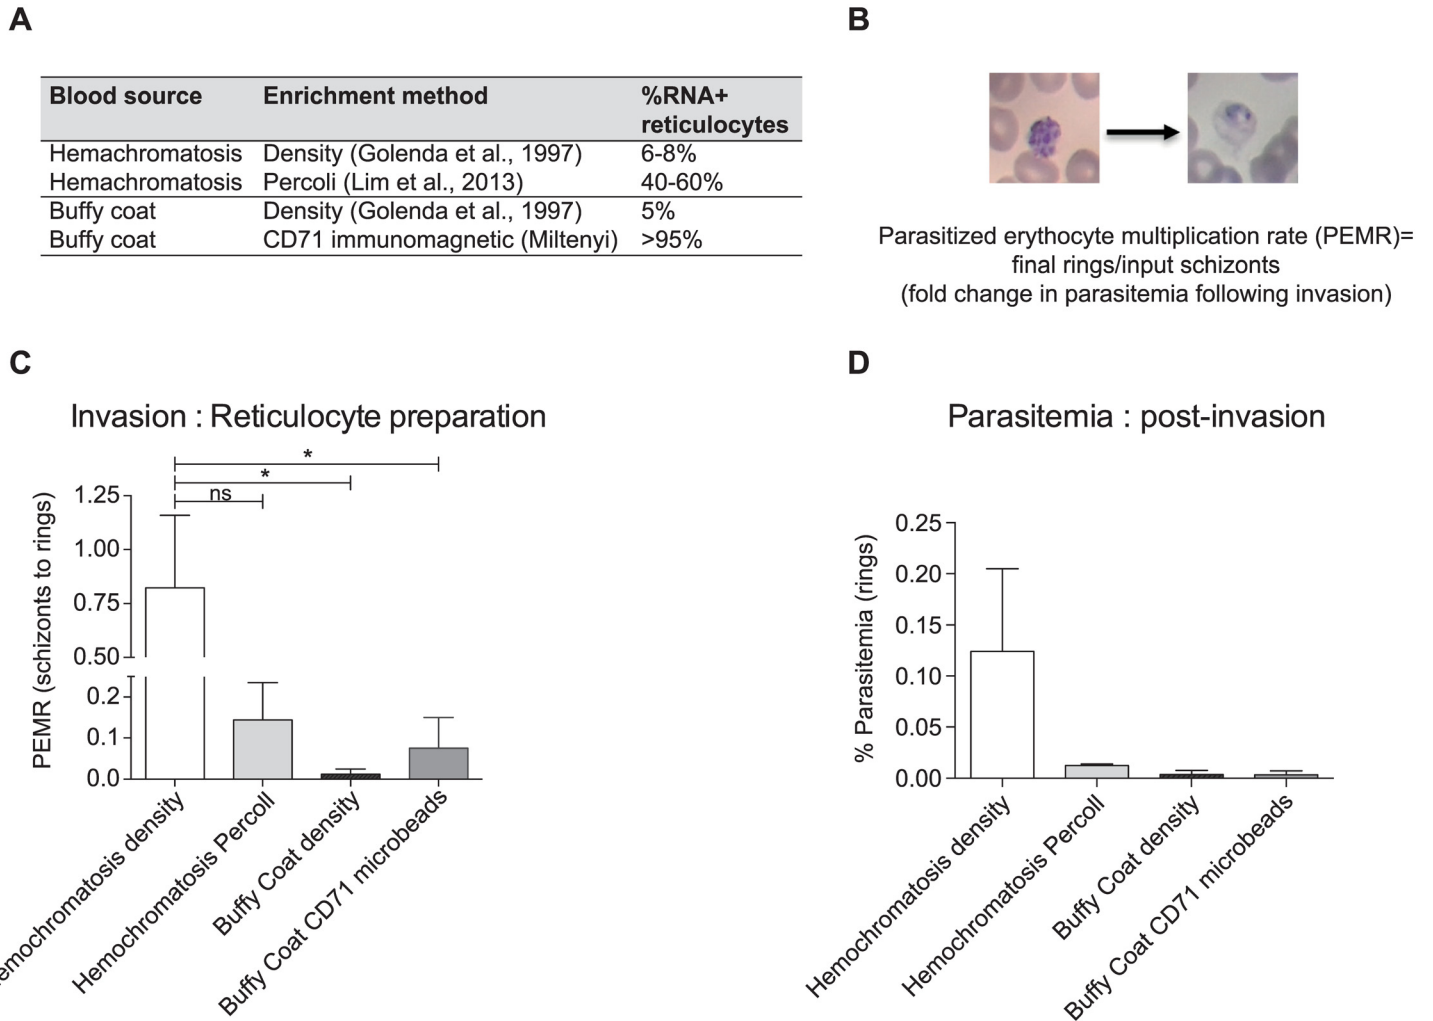 A
Blood source Enrichment method %RNA+
reticulocytes
Hemachromatosis Density (Golenda et al., 1997) 6-8%
Hemachromatosis Percoli (Lim et al., 2013) 40-60%
Buffy coat Density (Golenda et al., 1997) 5%
Buffy coat CD71 immunomagnetic (Miltenyi) >95%
B
Parasitized erythocyte multiplication rate (PEMR)=
final rings/input schizonts
(fold change in parasitemia following invasion)
C
Invasion : Reticulocyte preparation
*
*
ns
PEMR (schizonts to rings)
1.25
1.00
0.75
0.50
0.2
0.1
0.0
emochromatosis density
Hemochromatosis Percoll
Buffy Coat density
Buffy Coat CD71 microbeads
D
Parasitemia : post-invasion
% Parasitemia (rings)
0.25
0.20
0.15
0.10
0.05
0.00
Hemochromatosis density
Hemochromatosis Percoll
Buffy Coat density
Buffy Coat CD71 microbeads